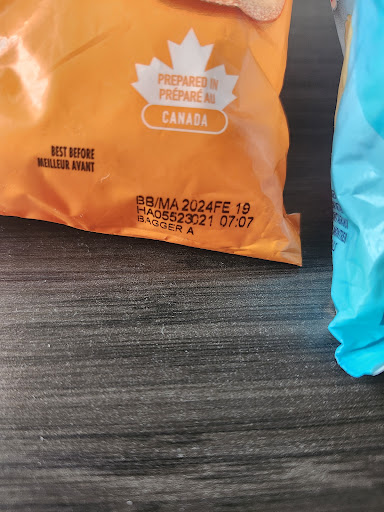 PREPARED IN
PRÉPARÉ AU
CANADA
BEST BEFORE
MEILLEUR AVANT
BB/MA 2024FE 19
HA05523021 07:07
BAGGER A